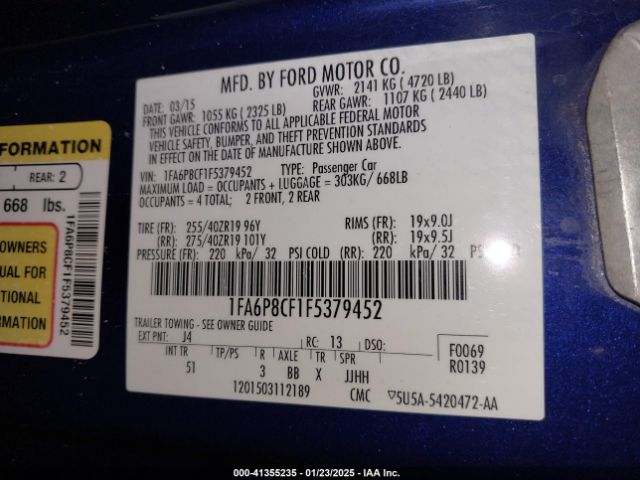 MFD. BY FORD MOTOR CO.
DATE: 03/15
GVWR: 2141 KG ( 4720 LB)
FRONT GAWR: 1055 KG ( 2325 LB)
REAR GAWR: 1107 KG ( 2440 LB)
THIS VEHICLE CONFORMS TO ALL APPLICABLE FEDERAL MOTOR
VEHICLE SAFETY, BUMPER, AND THEFT PREVENTION STANDARDS
IN EFFECT ON THE DATE OF MANUFACTURE SHOWN ABOVE.
VIN: 1FA6P8CF1F5379452 TYPE: Passenger Car
MAXIMUM LOAD = OCCUPANTS + LUGGAGE = 303KG/ 668LB
OCCUPANTS = 4 TOTAL; 2 FRONT, 2 REAR
TIRE: (FR) 255/40ZR19 96Y RIMS (FR): 19x9.0J
(RR) 275/40ZR19 101Y (RR): 19x9.5J
PRESSURE (FR): 220 kPa/ 32 PSI COLD (RR): 220 kPa/ 32 PSI COLD
1FA6P8CF1F5379452
TRAILER TOWING - SEE OWNER GUIDE
EXT PNT: J4 RC: 13 DSO: F0069
R0139
INT TR TP/PS R AXLE TR SPR
51 3 BB X JJHH
1201503112189 CMC ▽5U5A-5420472-AA
FORMATION
REAR: 2
668 lbs.
OWNERS
UAL FOR
TIONAL
RMATION
1FA6P8CF1F5379452
000-41355235 - 01/23/2025 - IAA Inc.